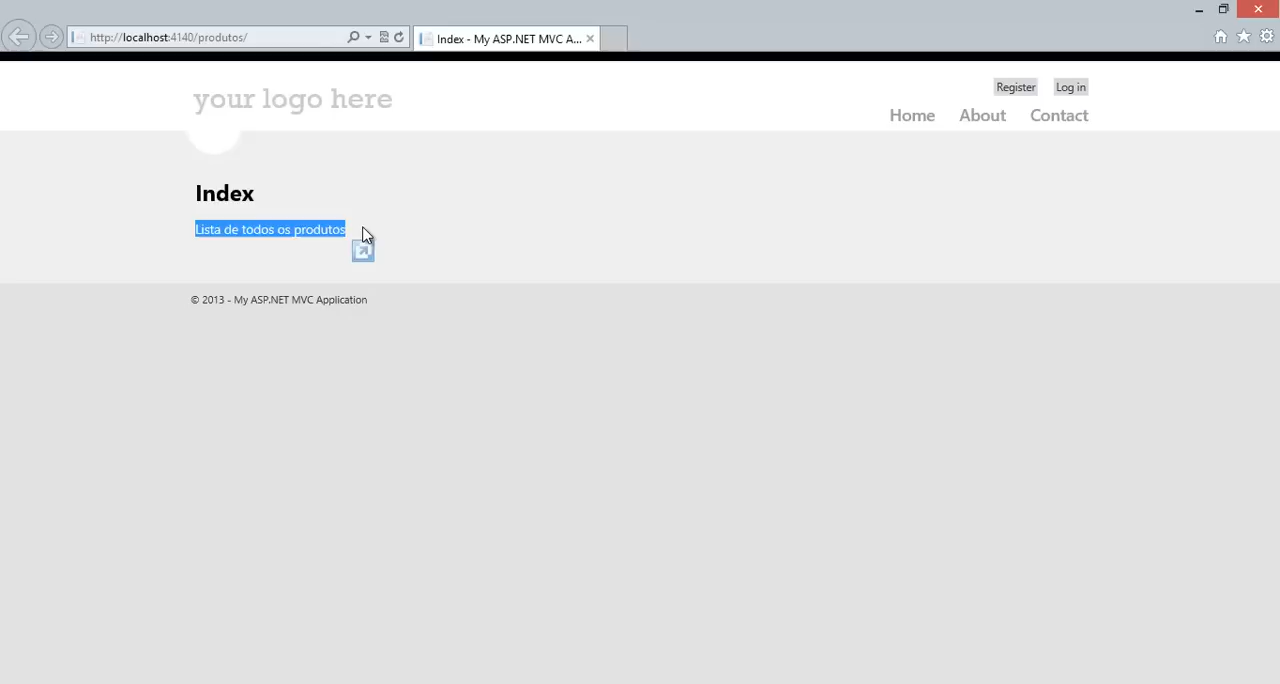 http://localhost:4140/produtos/
Index - My ASP.NET MVC A...
Register Log in
your logo here
Home About Contact
Index
Lista de todos os produtos
© 2013 - My ASP.NET MVC Application